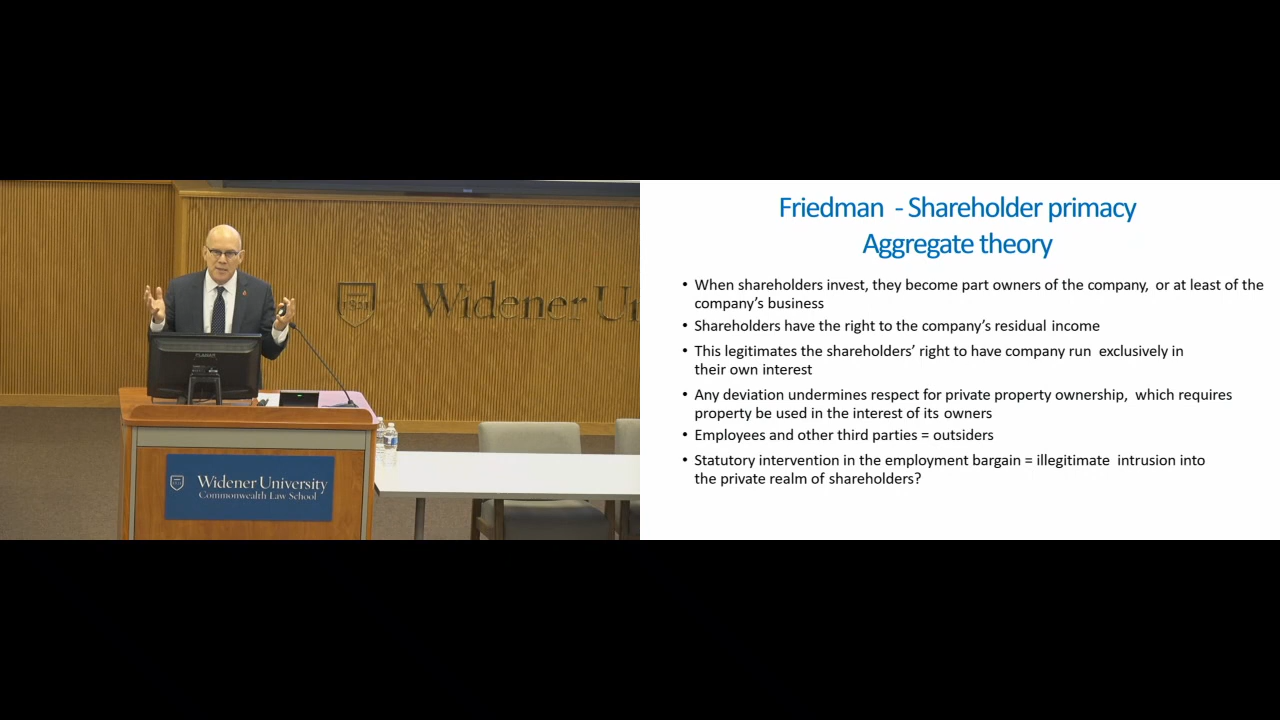 1821
Widener U
Widener University
Commonwealth Law School
Friedman - Shareholder primacy
Aggregate theory
• When shareholders invest, they become part owners of the company, or at least of the
company's business
• Shareholders have the right to the company's residual income
• This legitimates the shareholders' right to have company run exclusively in
their own interest
• Any deviation undermines respect for private property ownership, which requires
property be used in the interest of its owners
• Employees and other third parties = outsiders
• Statutory intervention in the employment bargain = illegitimate intrusion into
the private realm of shareholders?